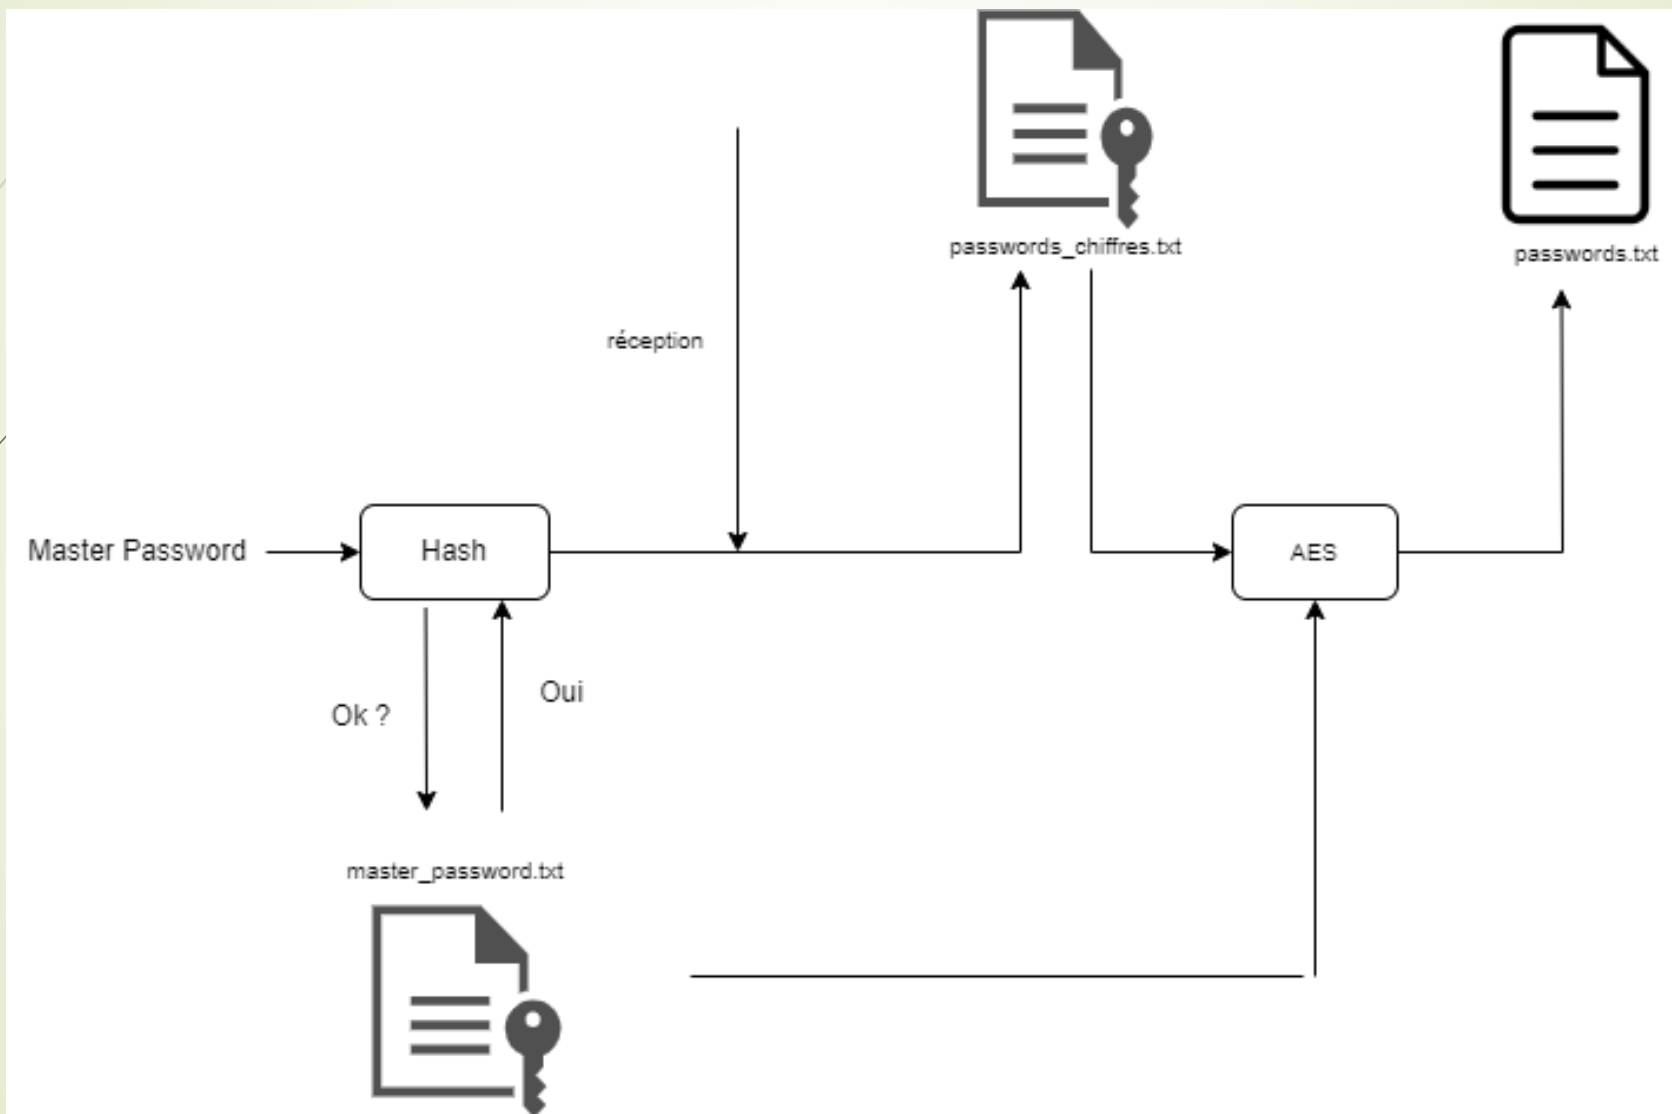 passwords_chiffres.txt
passwords.txt
réception
Master Password
Hash
AES
Ok ?
Oui
master_password.txt